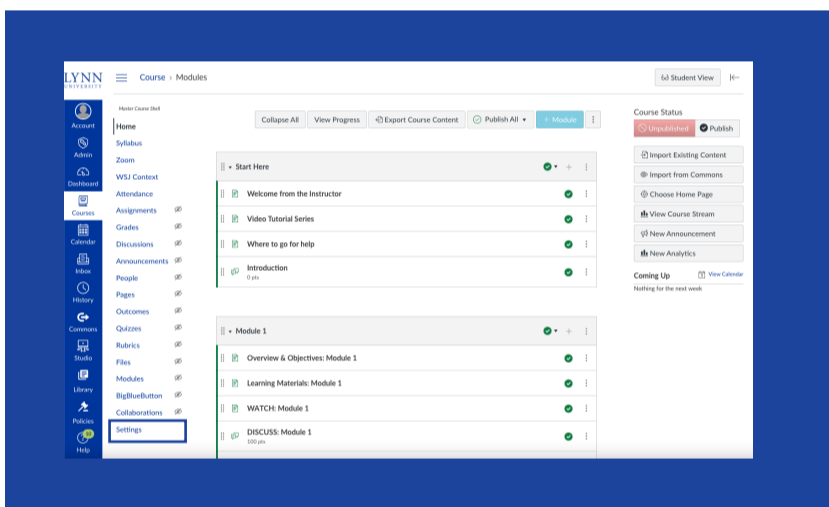 LYNN
UNIVERSITY
Course › Modules
Student View
Account
Admin
Dashboard
Courses
Calendar
Inbox
History
Commons
Studio
Library
Policies
10
Help
Master Course Shell
Home
Syllabus
Zoom
WSJ Context
Attendance
Assignments
Grades
Discussions
Announcements
People
Pages
Outcomes
Quizzes
Rubrics
Files
Modules
BigBlueButton
Collaborations
Settings
Collapse All View Progress Export Course Content Publish All + Module
Start Here
Welcome from the Instructor
Video Tutorial Series
Where to go for help
Introduction
0 pts
Module 1
Overview & Objectives: Module 1
Learning Materials: Module 1
WATCH: Module 1
DISCUSS: Module 1
100 pts
Course Status
Unpublished Publish
Import Existing Content
Import from Commons
Choose Home Page
View Course Stream
New Announcement
New Analytics
Coming Up View Calendar
Nothing for the next week